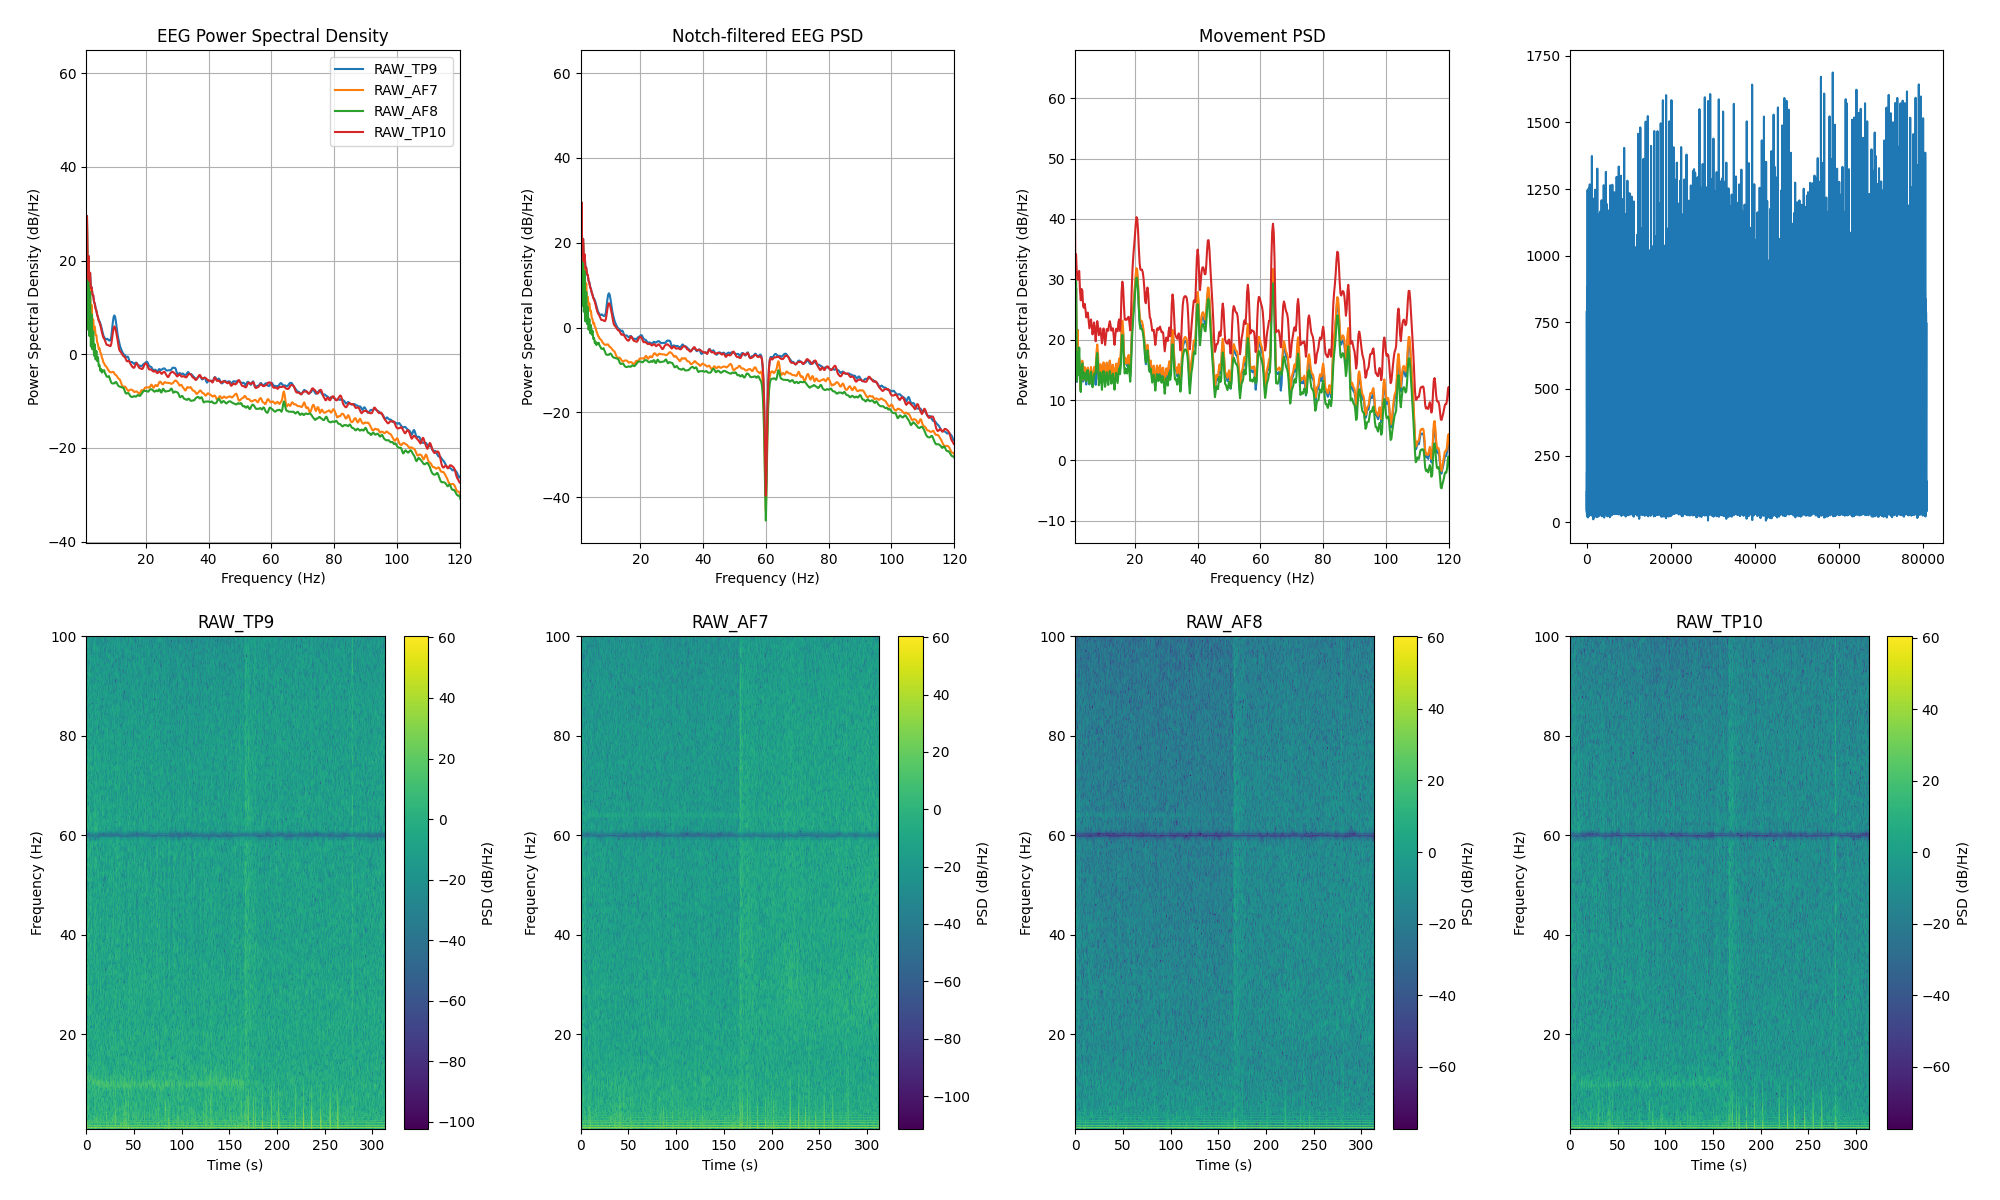 EEG Power Spectral Density
Power Spectral Density (dB/Hz)
60
40
20
0
−20
−40
RAW_TP9
RAW_AF7
RAW_AF8
RAW_TP10
20 40 60 80 100 120
Frequency (Hz)
Notch-filtered EEG PSD
Power Spectral Density (dB/Hz)
60
40
20
0
−20
−40
20 40 60 80 100 120
Frequency (Hz)
Movement PSD
Power Spectral Density (dB/Hz)
60
50
40
30
20
10
0
−10
20 40 60 80 100 120
Frequency (Hz)
1750
1500
1250
1000
750
500
250
0
0 20000 40000 60000 80000
RAW_TP9
Frequency (Hz)
100
80
60
40
20
0 50 100 150 200 250 300
Time (s)
60
40
20
0
−20
−40
−60
−80
−100
PSD (dB/Hz)
RAW_AF7
Frequency (Hz)
100
80
60
40
20
0 50 100 150 200 250 300
Time (s)
60
40
20
0
−20
−40
−60
−80
−100
PSD (dB/Hz)
RAW_AF8
Frequency (Hz)
100
80
60
40
20
0 50 100 150 200 250 300
Time (s)
60
40
20
0
−20
−40
−60
PSD (dB/Hz)
RAW_TP10
Frequency (Hz)
100
80
60
40
20
0 50 100 150 200 250 300
Time (s)
60
40
20
0
−20
−40
−60
PSD (dB/Hz)